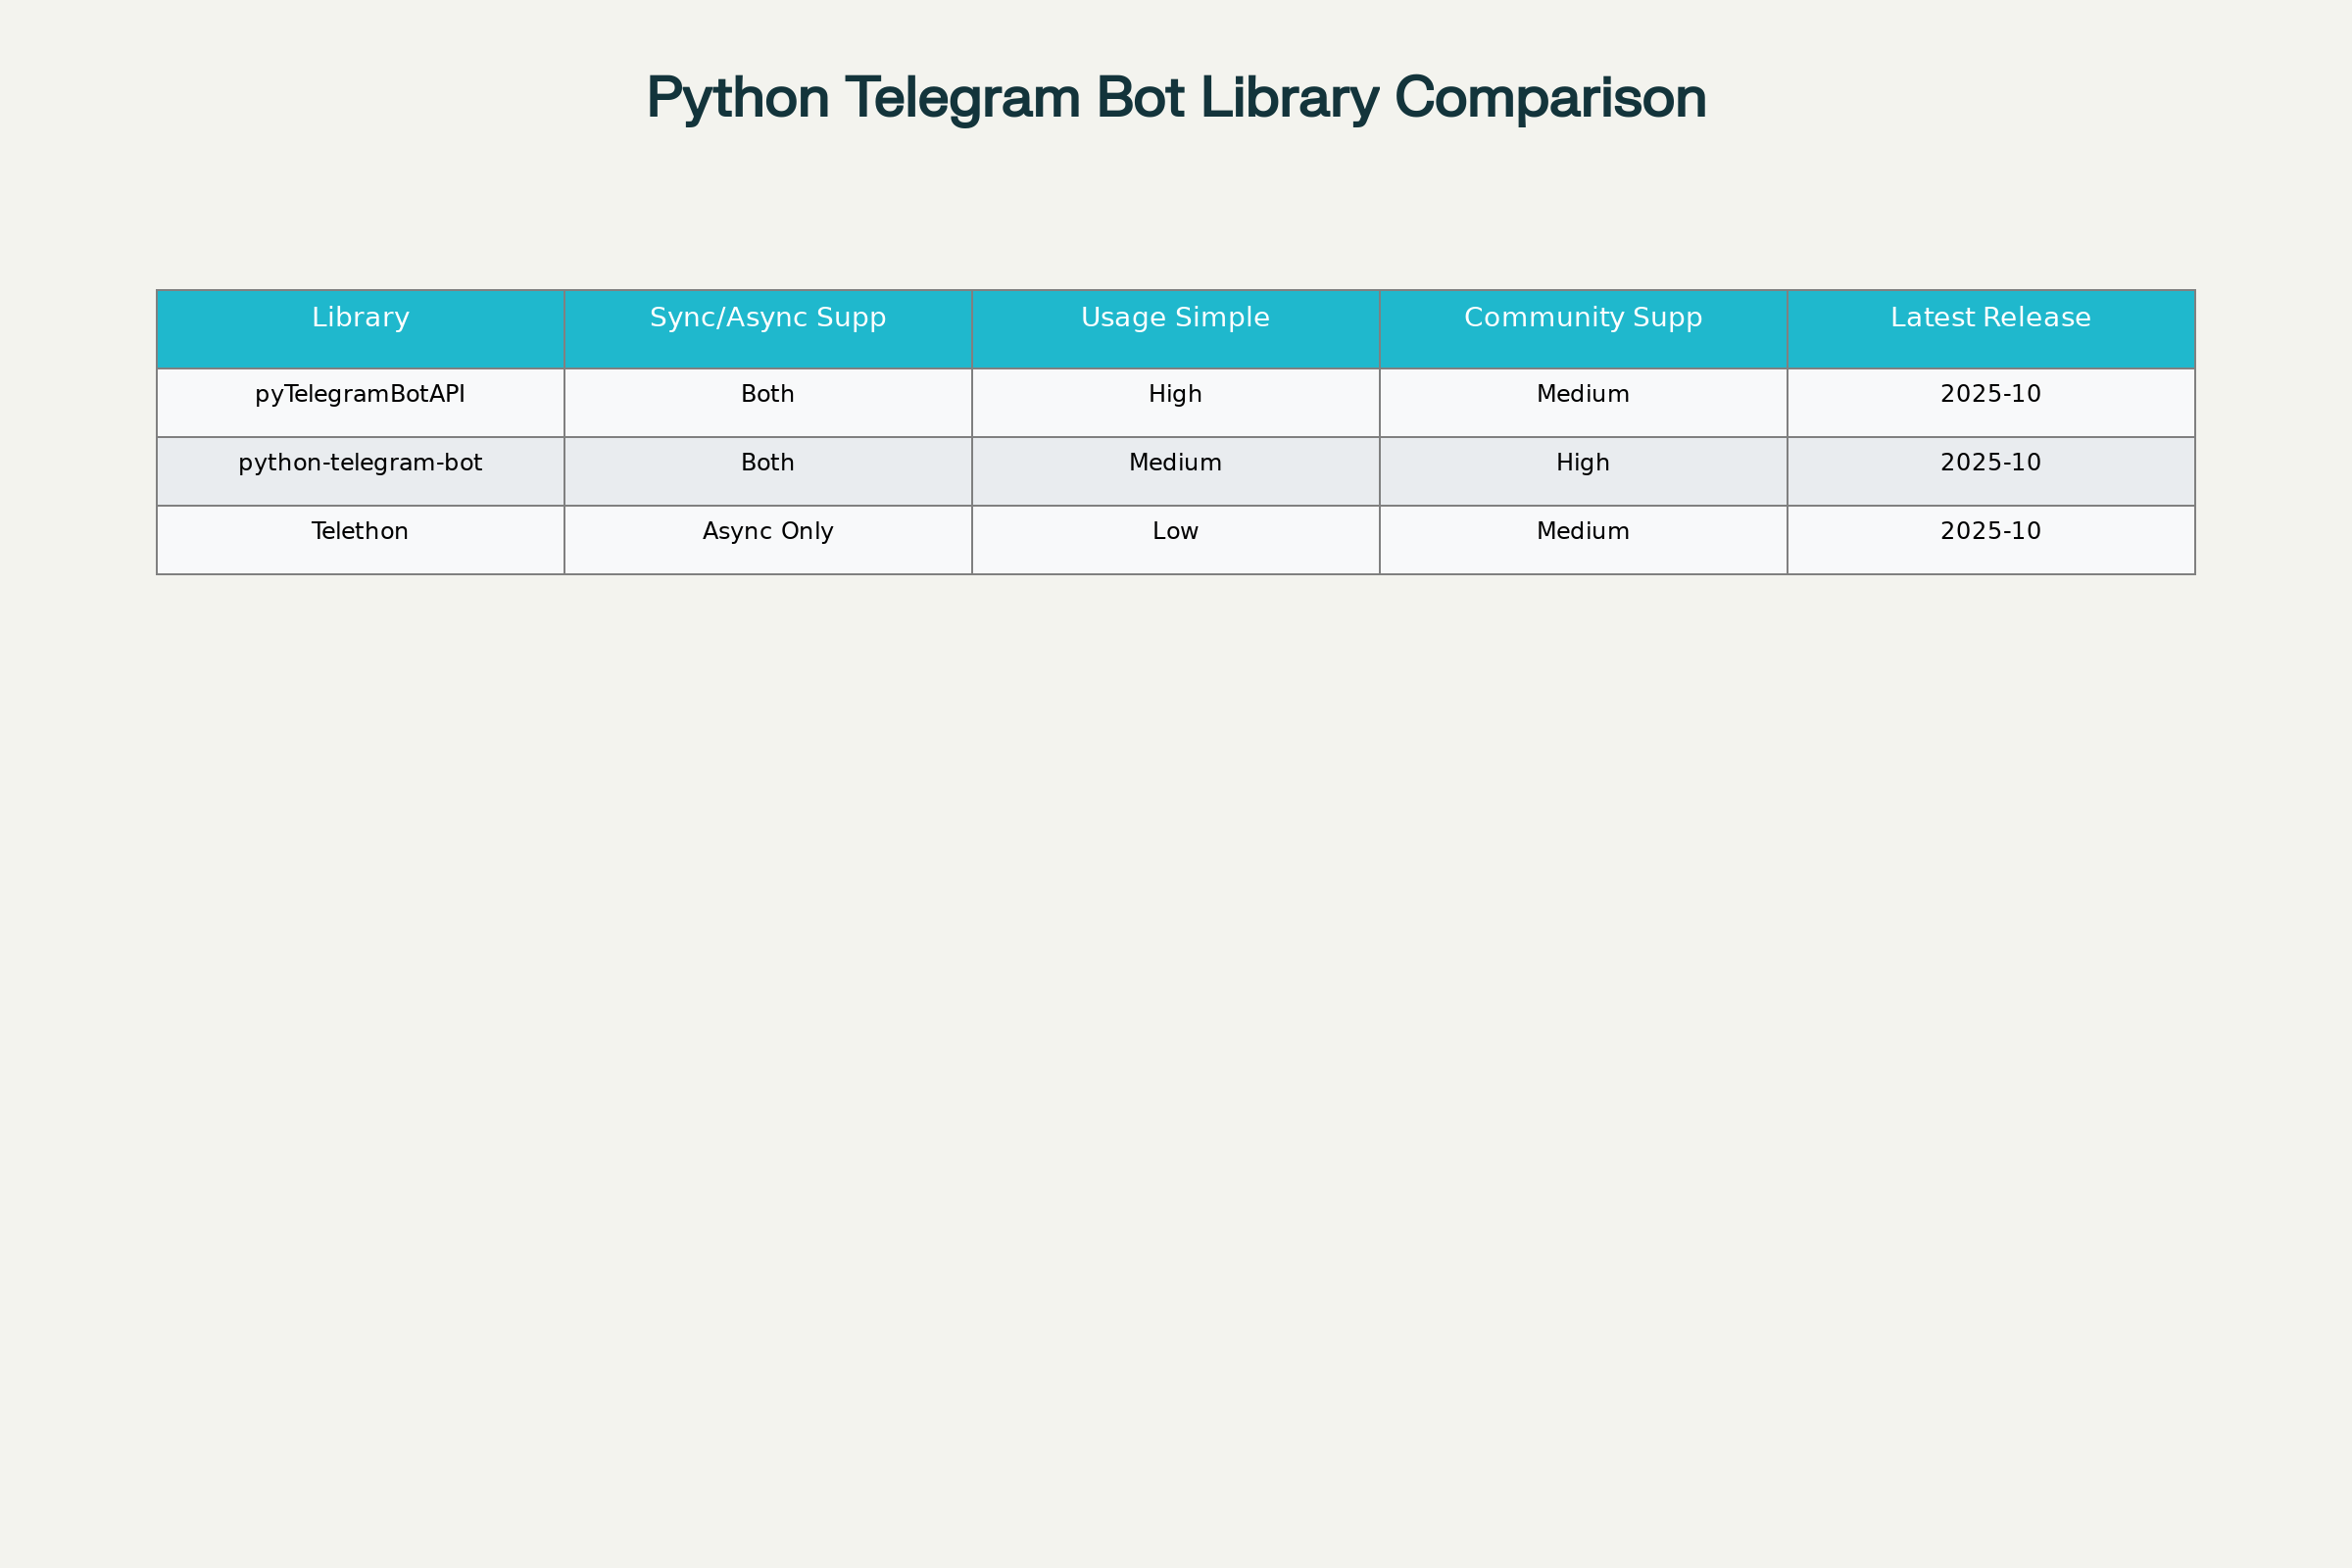 Python Telegram Bot Library Comparison
Library Sync/Async Supp Usage Simple Community Supp Latest Release
pyTelegramBotAPI Both High Medium 2025-10
python-telegram-bot Both Medium High 2025-10
Telethon Async Only Low Medium 2025-10